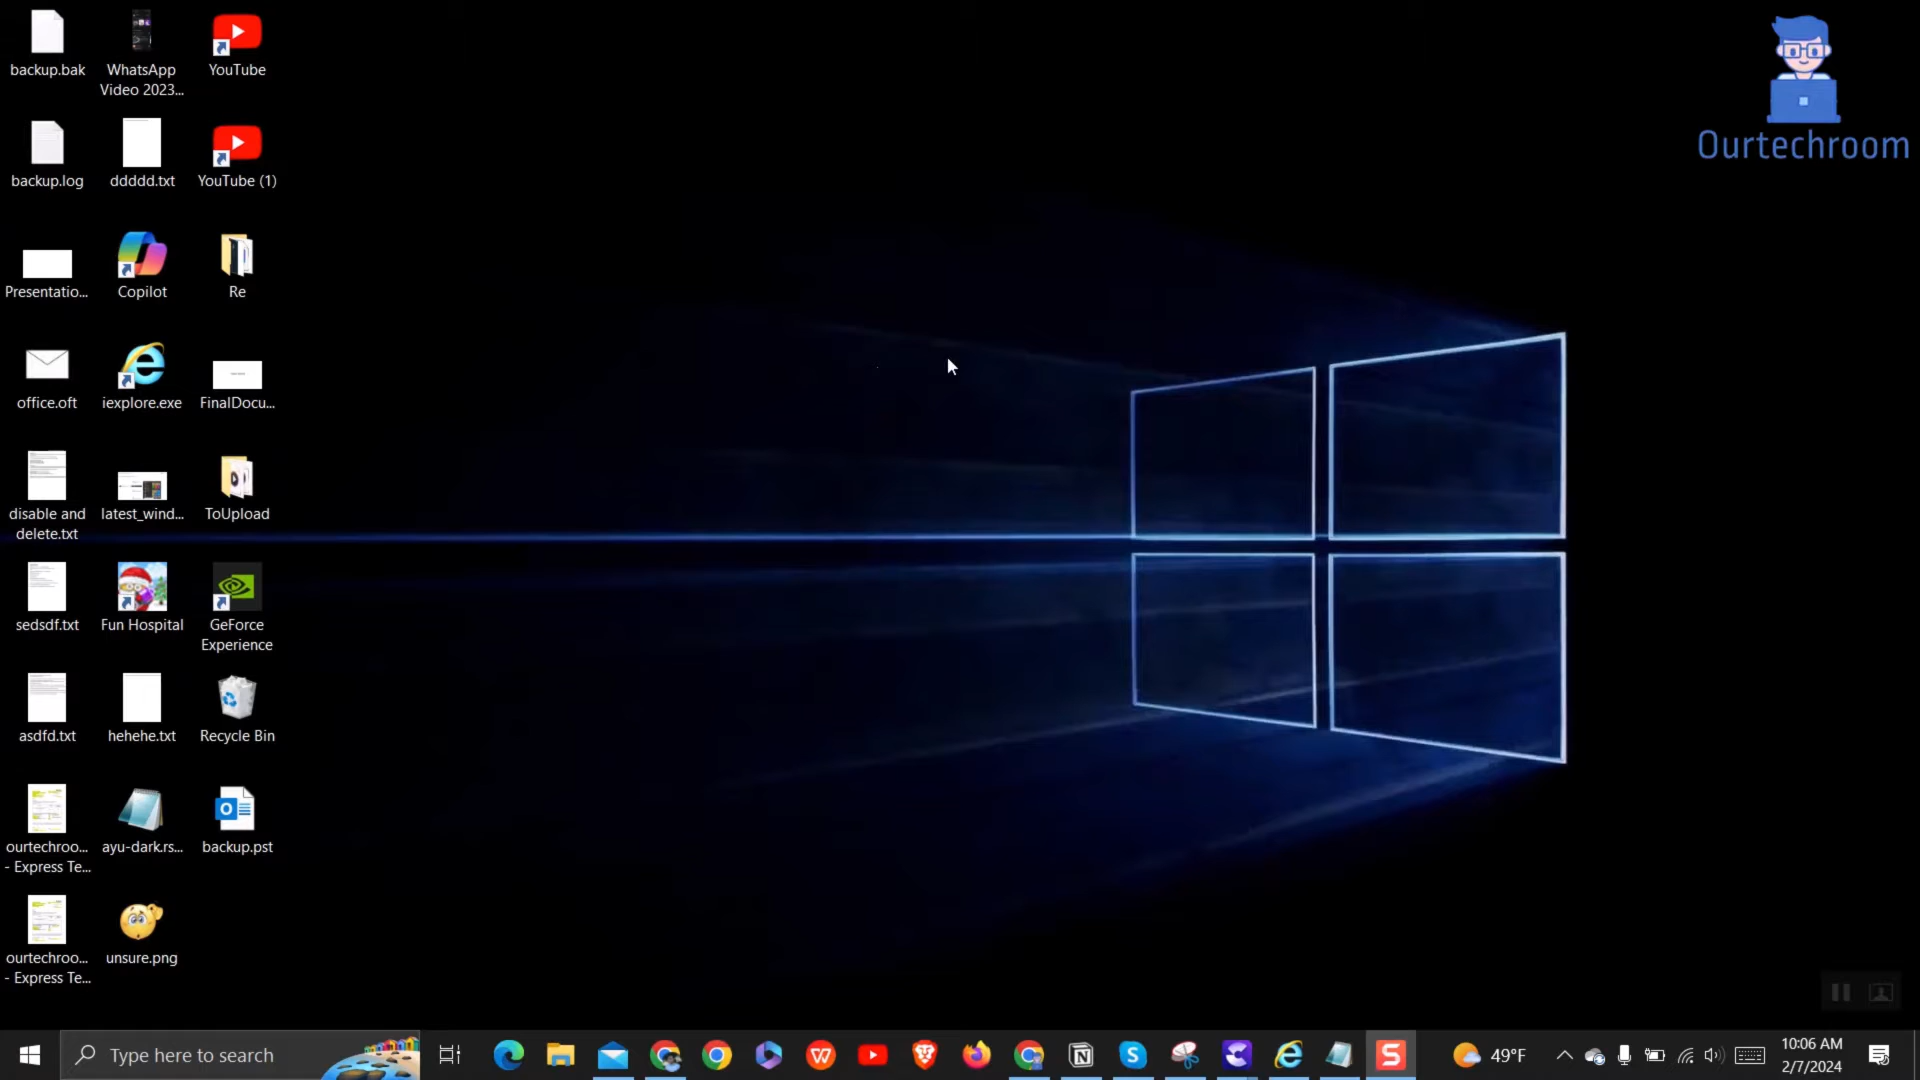 backup.bak
WhatsApp
Video 2023...
YouTube
backup.log
ddddd.txt
YouTube (1)
Presentatio...
Copilot
Re
office.oft
iexplore.exe
FinalDocu...
disable and
delete.txt
latest_wind...
ToUpload
sedsdf.txt
Fun Hospital
GeForce
Experience
asdfd.txt
hehehe.txt
Recycle Bin
ourtechroo...
- Express Te...
ayu-dark.rs...
backup.pst
ourtechroo...
- Express Te...
unsure.png
Ourtechroom
Type here to search
49°F
10:06 AM
2/7/2024